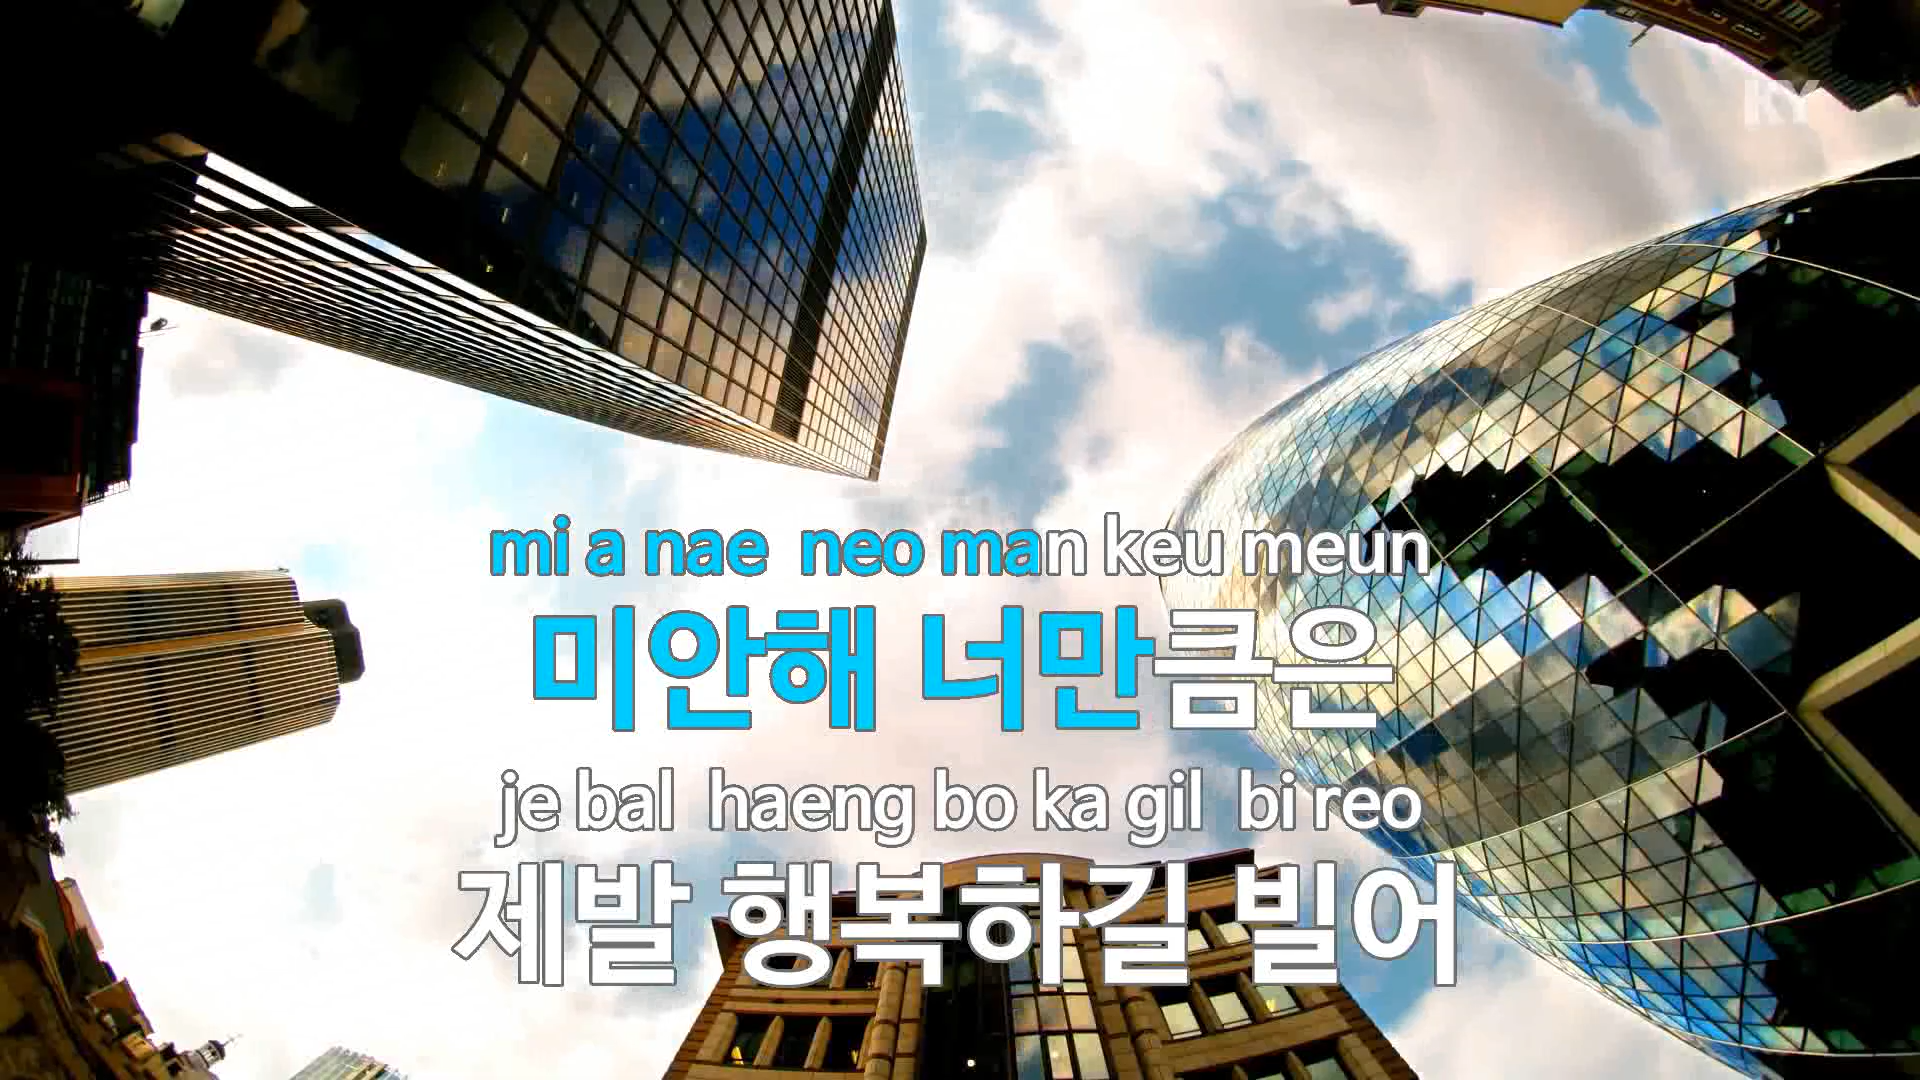 KY
mi a nae neo man keu meun
미안해 너만큼은
je bal haeng bo ka gil bi reo
제발 행복하길 빌어